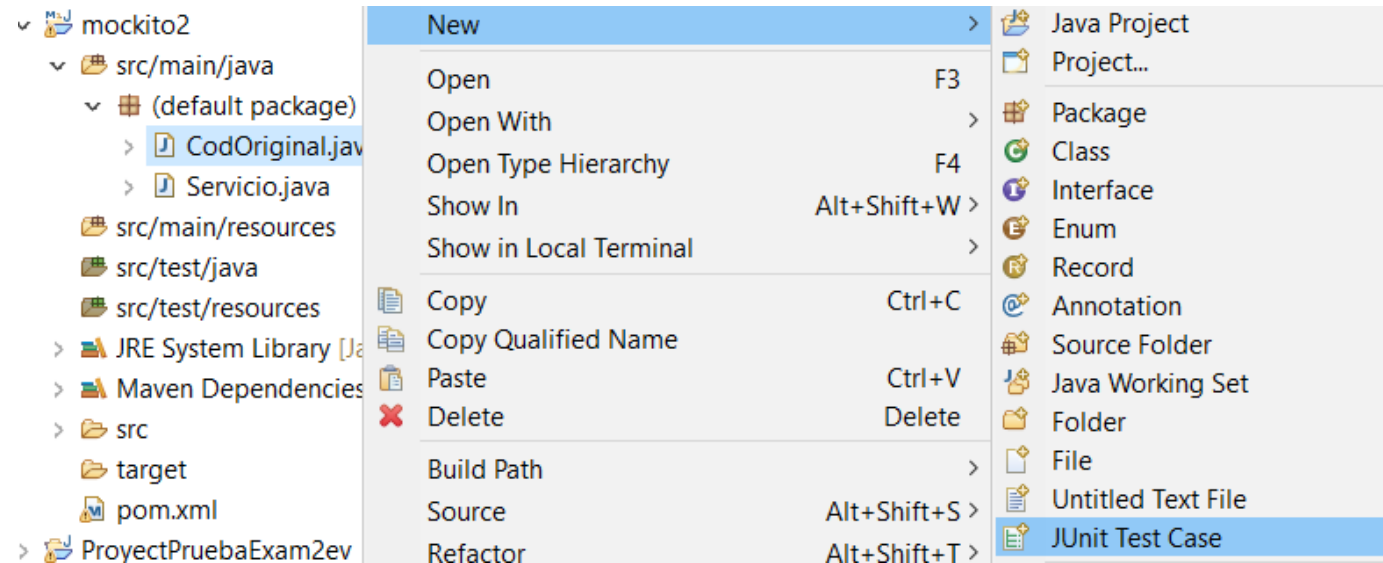 mockito2
src/main/java
(default package)
CodOriginal.jav
Servicio.java
src/main/resources
src/test/java
src/test/resources
JRE System Library [Ja
Maven Dependencies
src
target
pom.xml
ProyectPruebaExam2ev
New
Open F3
Open With
Open Type Hierarchy F4
Show In Alt+Shift+W
Show in Local Terminal
Copy Ctrl+C
Copy Qualified Name
Paste Ctrl+V
Delete Delete
Build Path
Source Alt+Shift+S
Refactor Alt+Shift+T
Java Project
Project...
Package
Class
Interface
Enum
Record
Annotation
Source Folder
Java Working Set
Folder
File
Untitled Text File
JUnit Test Case